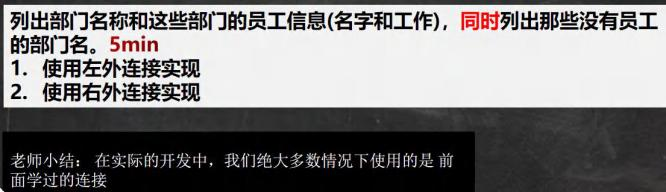 列出部门名称和这些部门的员工信息(名字和工作)，同时列出那些没有员工
的部门名。5min
1. 使用左外连接实现
2. 使用右外连接实现
老师小结： 在实际的开发中，我们绝大多数情况下使用的是 前
面学过的连接